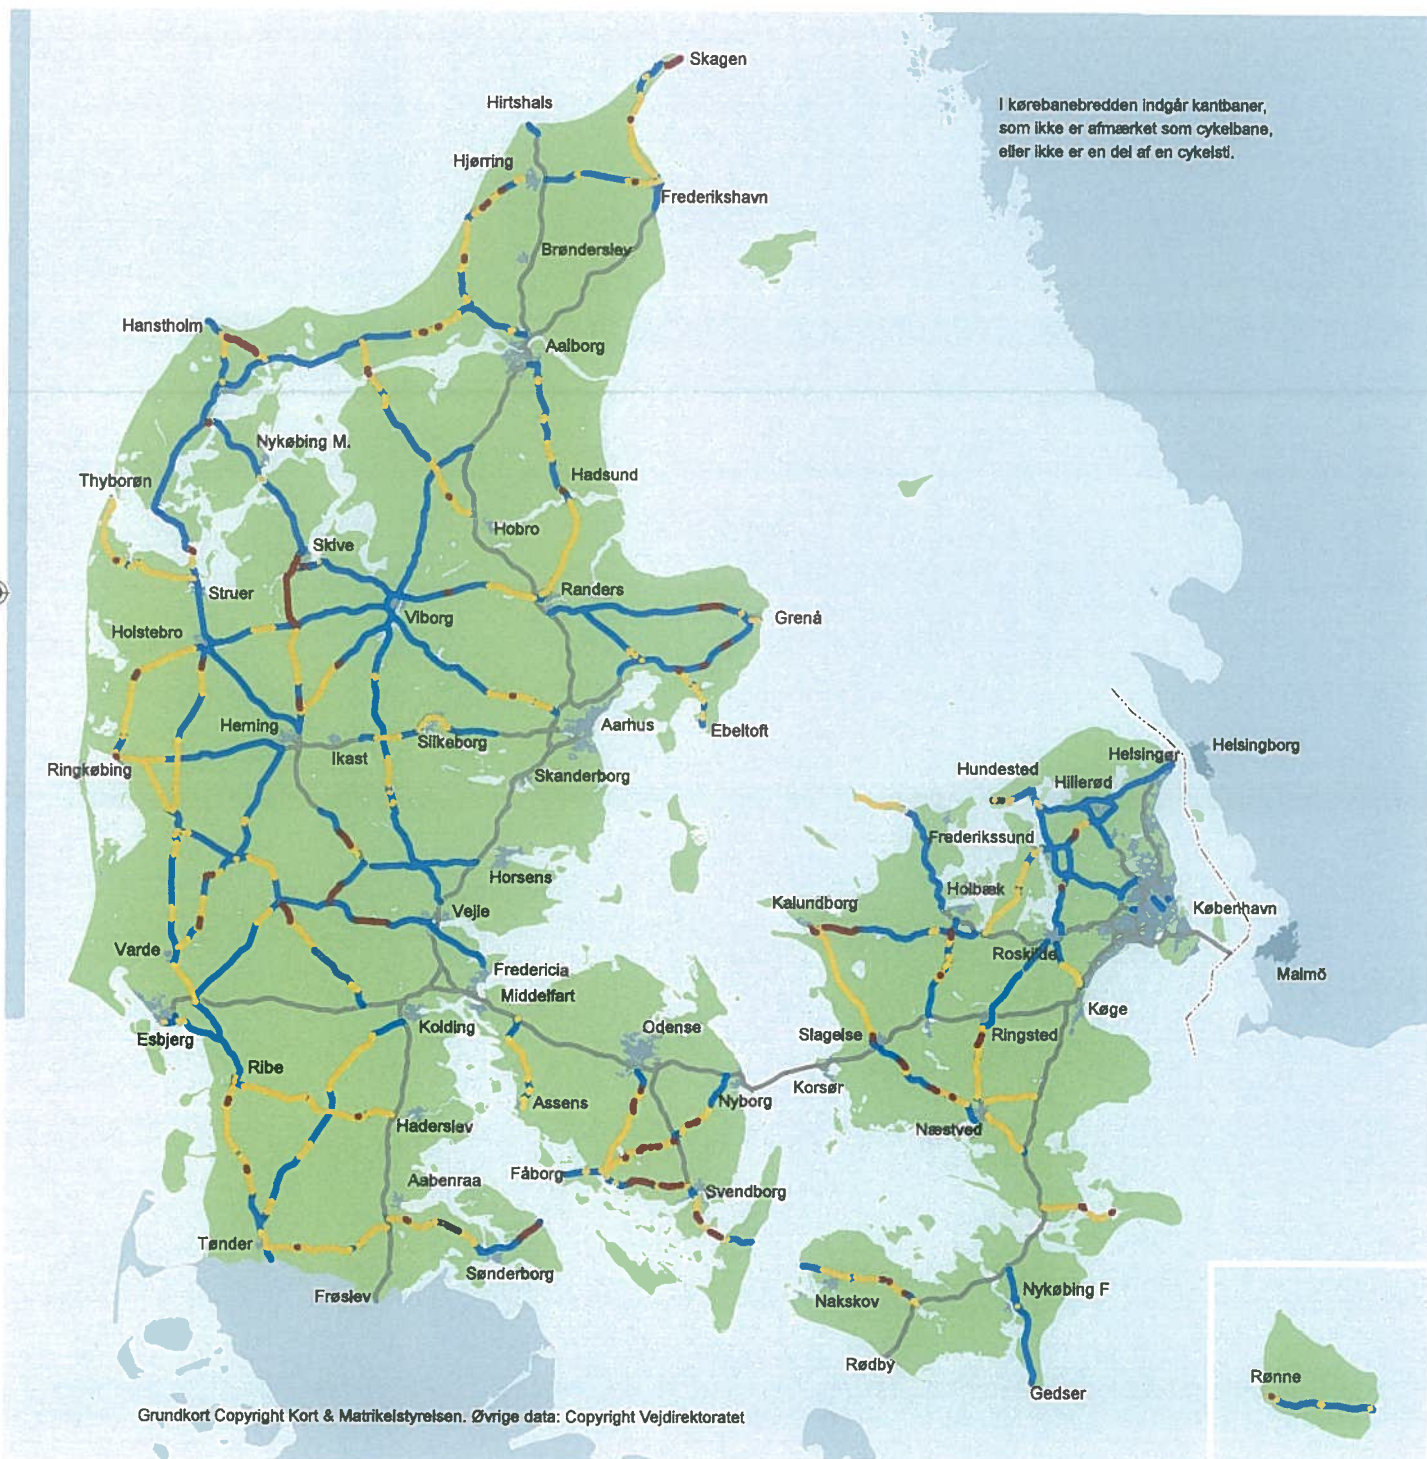 Skagen
Hirtshals
I kørebanebredden indgår kantbaner,
som ikke er afmærket som cykelbane,
eller ikke er en del af en cykelsti.
Hjørring
Frederikshavn
Brønderslev
Hanstholm
Aalborg
Nykøbing M.
Thyborøn
Hadsund
Hobro
Skive
Struer
Randers
Viborg
Grenå
Holstebro
Herning
Aarhus
Ebeltoft
Ikast
Silkeborg
Ringkøbing
Skanderborg
Helsingør
Helsingborg
Hundested
Hillerød
Frederikssund
Horsens
Holbæk
Kalundborg
København
Vejle
Varde
Roskilde
Fredericia
Malmö
Middelfart
Køge
Kolding
Odense
Esbjerg
Slagelse
Ringsted
Ribe
Korsør
Assens
Nyborg
Haderslev
Næstved
Fåborg
Aabenraa
Svendborg
Tønder
Sønderborg
Frøslev
Nakskov
Nykøbing F
Rødby
Rønne
Gedser
Grundkort Copyright Kort & Matrikelstyrelsen. Øvrige data: Copyright Vejdirektoratet